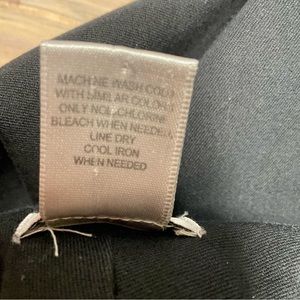 MACHINE WASH COLD
WITH SIMILAR COLORS
ONLY NON CHLORINE
BLEACH WHEN NEEDED
LINE DRY
COOL IRON
WHEN NEEDED